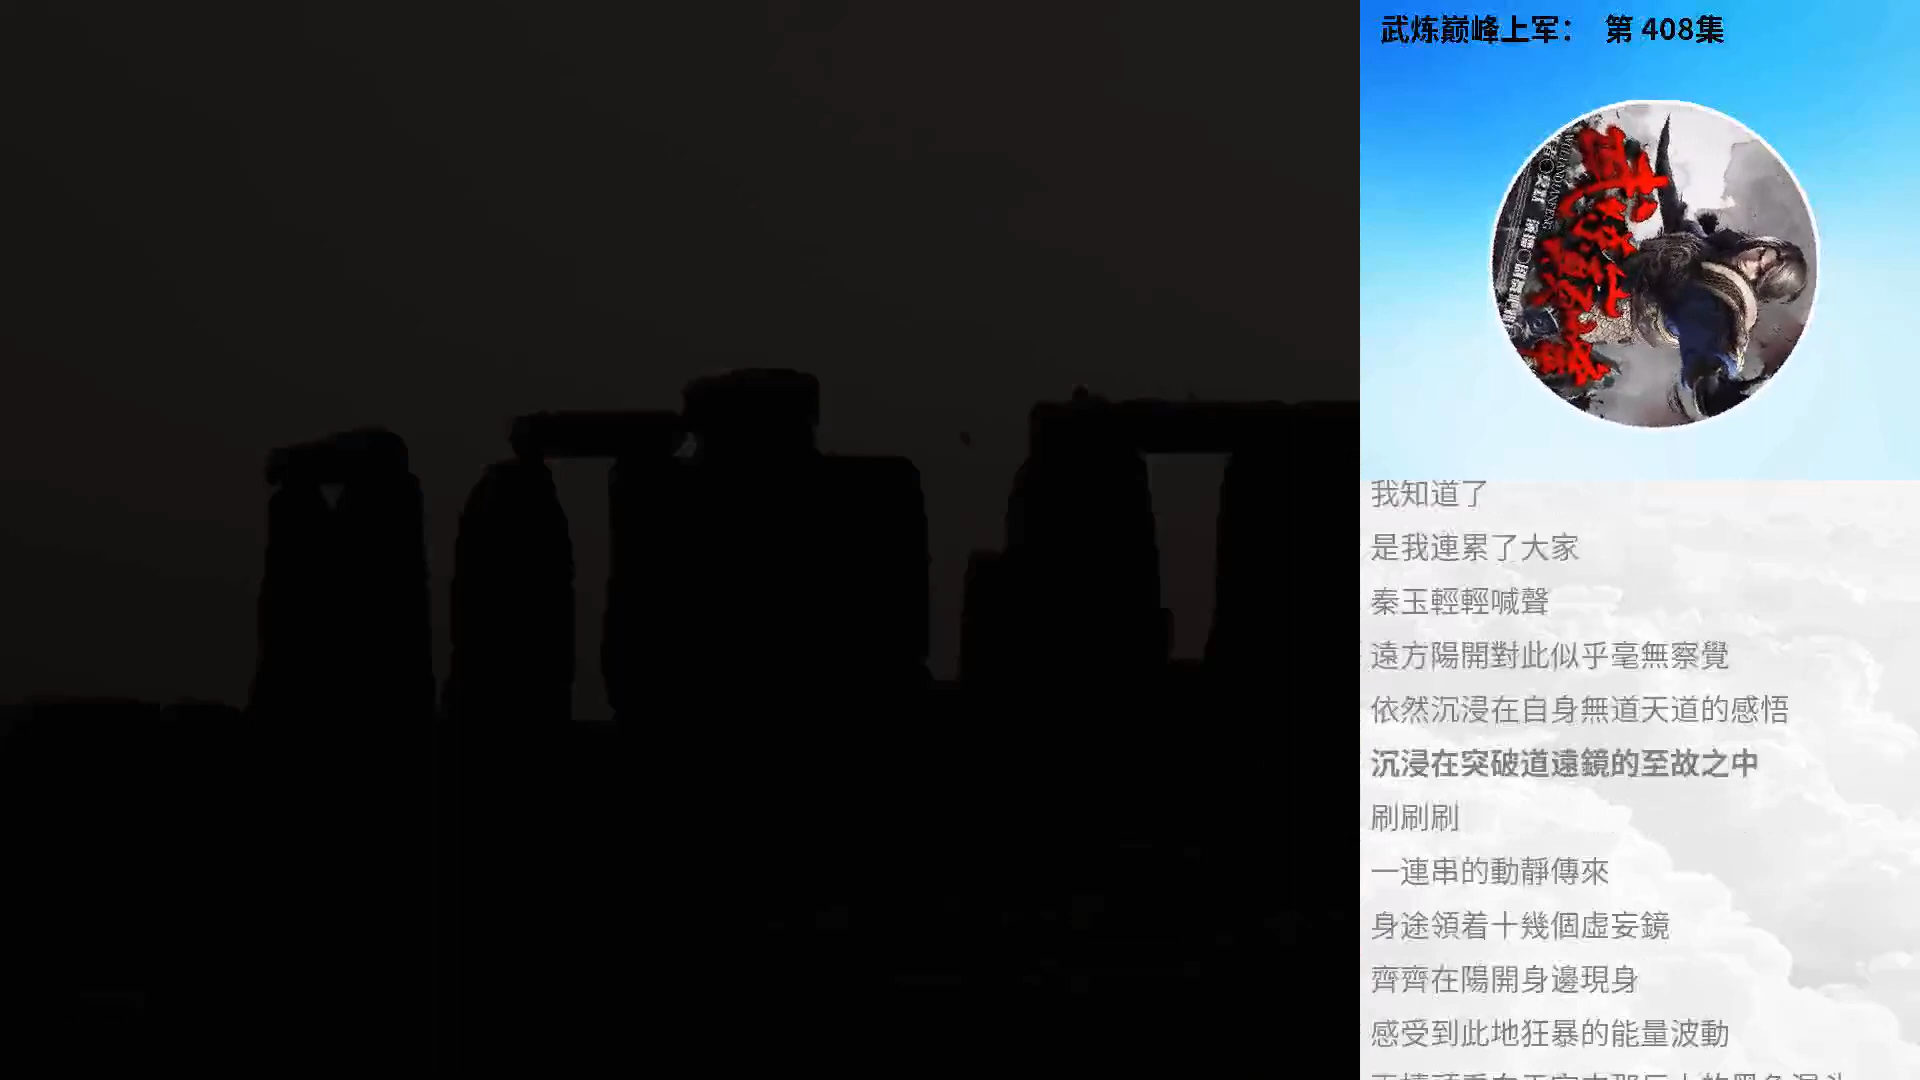 武炼巅峰上军： 第 408集
我知道了
是我連累了大家
秦玉輕輕喊聲
遠方陽開對此似乎毫無察覺
依然沉浸在自身無道天道的感悟
沉浸在突破道遠鏡的至故之中
刷刷刷
一連串的動靜傳來
身途領着十幾個虛妄鏡
齊齊在陽開身邊現身
感受到此地狂暴的能量波動